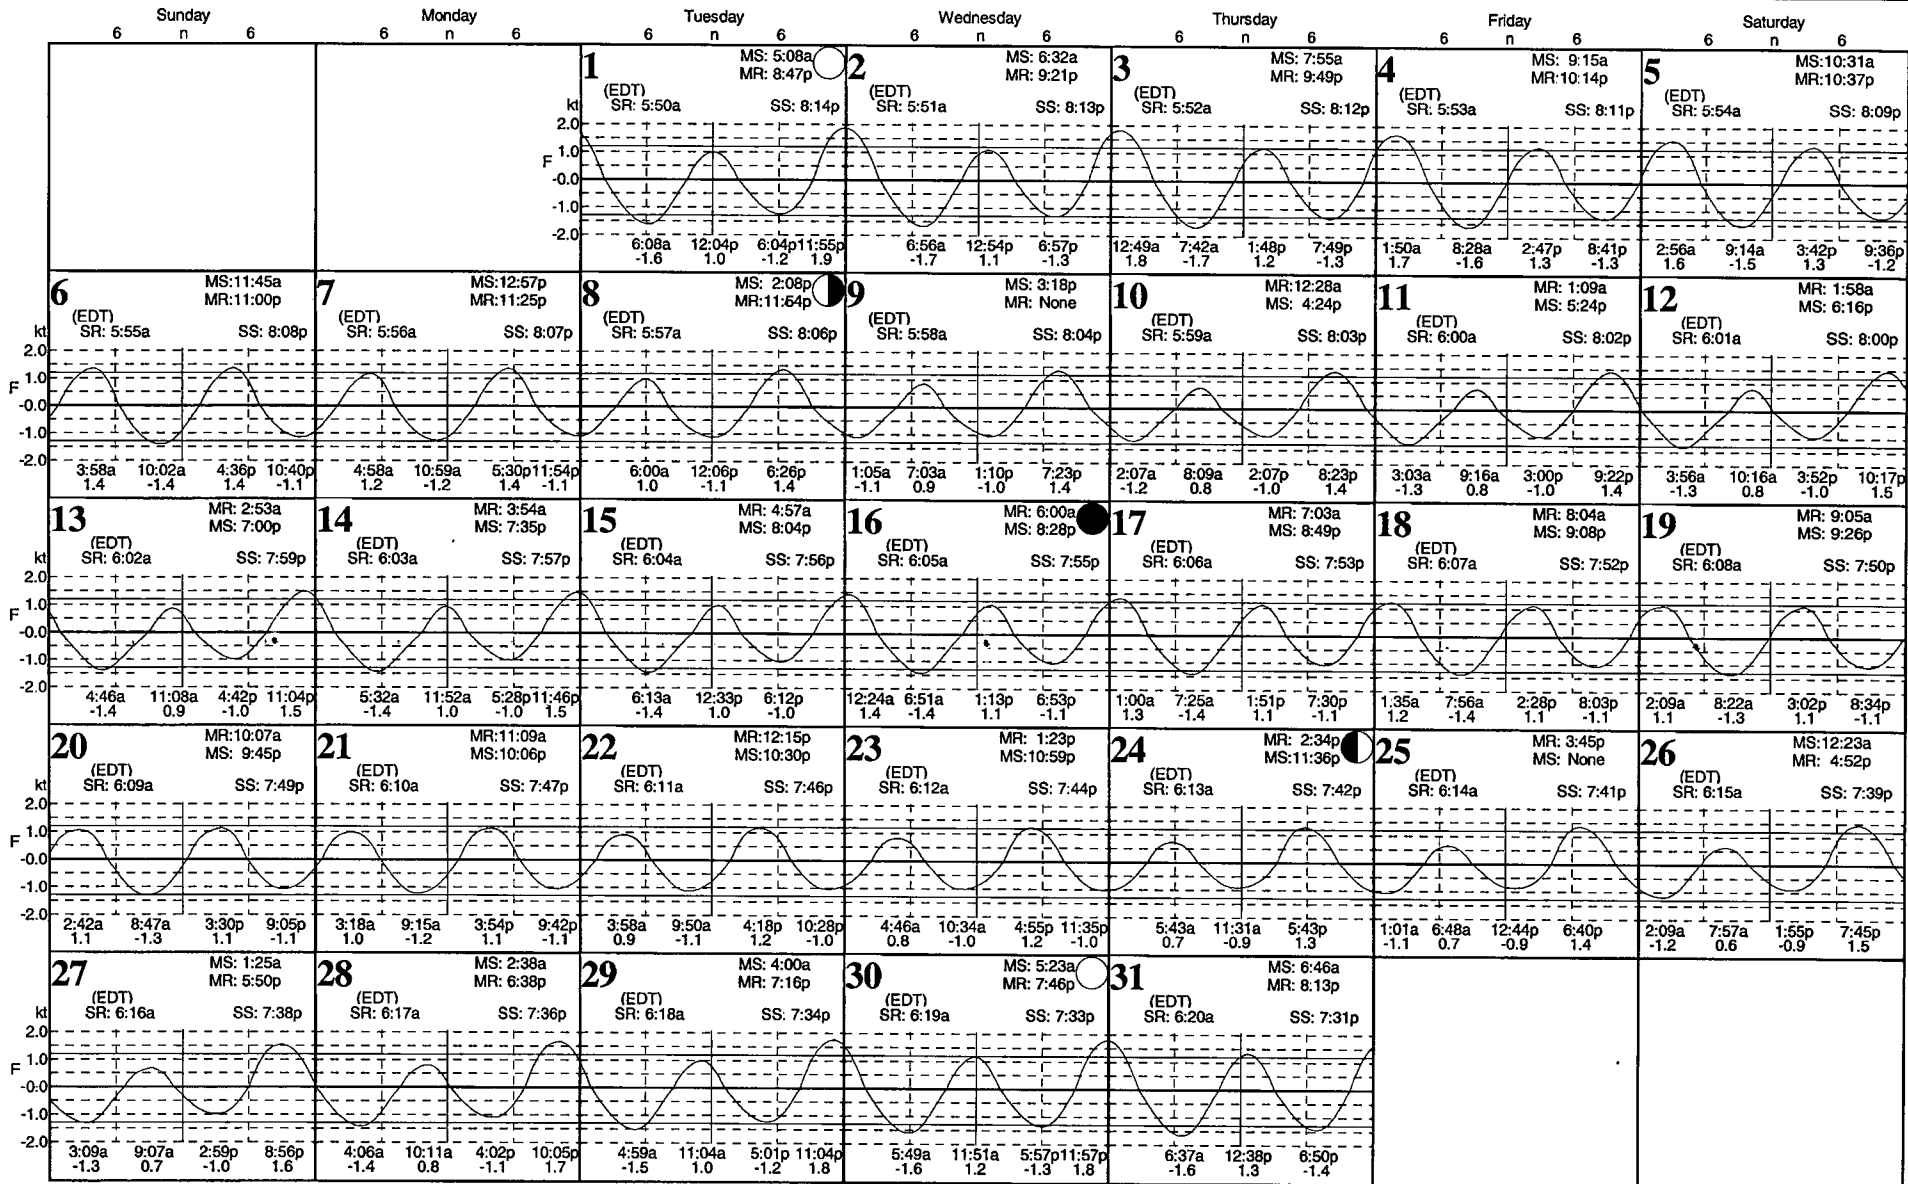 Sunday Monday Tuesday Wednesday Thursday Friday Saturday
6 n 6 6 n 6 6 n 6 6 n 6 6 n 6 6 n 6 6 n 6
1 MS: 5:08a
MR: 8:47p
(EDT)
SR: 5:50a SS: 8:14p
kt
2.0
1.0
F
-0.0
-1.0
-2.0
6:08a 12:04p 6:04p 11:55p
-1.6 1.0 -1.2 1.9
2 MS: 6:32a
MR: 9:21p
(EDT)
SR: 5:51a SS: 8:13p
6:56a 12:54p 6:57p
-1.7 1.1 -1.3
3 MS: 7:55a
MR: 9:49p
(EDT)
SR: 5:52a SS: 8:12p
12:49a 7:42a 1:48p 7:49p
1.8 -1.7 1.2 -1.3
4 MS: 9:15a
MR:10:14p
(EDT)
SR: 5:53a SS: 8:11p
1:50a 8:28a 2:47p 8:41p
1.7 -1.6 1.3 -1.3
5 MS:10:31a
MR:10:37p
(EDT)
SR: 5:54a SS: 8:09p
2:56a 9:14a 3:42p 9:36p
1.6 -1.5 1.3 -1.2
6 MS:11:45a
MR:11:00p
(EDT)
SR: 5:55a SS: 8:08p
kt
2.0
1.0
F
-0.0
-1.0
-2.0
3:58a 10:02a 4:36p 10:40p
1.4 -1.4 1.4 -1.1
7 MS:12:57p
MR:11:25p
(EDT)
SR: 5:56a SS: 8:07p
4:58a 10:59a 5:30p 11:54p
1.2 -1.2 1.4 -1.1
8 MS: 2:08p
MR:11:54p
(EDT)
SR: 5:57a SS: 8:06p
6:00a 12:06p 6:26p
1.0 -1.1 1.4
9 MS: 3:18p
MR: None
(EDT)
SR: 5:58a SS: 8:04p
1:05a 7:03a 1:10p 7:23p
-1.1 0.9 -1.0 1.4
10 MR:12:28a
MS: 4:24p
(EDT)
SR: 5:59a SS: 8:03p
2:07a 8:09a 2:07p 8:23p
-1.2 0.8 -1.0 1.4
11 MR: 1:09a
MS: 5:24p
(EDT)
SR: 6:00a SS: 8:02p
3:03a 9:16a 3:00p 9:22p
-1.3 0.8 -1.0 1.4
12 MR: 1:58a
MS: 6:16p
(EDT)
SR: 6:01a SS: 8:00p
3:56a 10:16a 3:52p 10:17p
-1.3 0.8 -1.0 1.5
13 MR: 2:53a
MS: 7:00p
(EDT)
SR: 6:02a SS: 7:59p
kt
2.0
1.0
F
-0.0
-1.0
-2.0
4:46a 11:08a 4:42p 11:04p
-1.4 0.9 -1.0 1.5
14 MR: 3:54a
MS: 7:35p
(EDT)
SR: 6:03a SS: 7:57p
5:32a 11:52a 5:28p 11:46p
-1.4 1.0 -1.0 1.5
15 MR: 4:57a
MS: 8:04p
(EDT)
SR: 6:04a SS: 7:56p
6:13a 12:33p 6:12p
-1.4 1.0 -1.0
16 MR: 6:00a
MS: 8:28p
(EDT)
SR: 6:05a SS: 7:55p
12:24a 6:51a 1:13p 6:53p
1.4 -1.4 1.1 -1.1
17 MR: 7:03a
MS: 8:49p
(EDT)
SR: 6:06a SS: 7:53p
1:00a 7:25a 1:51p 7:30p
1.3 -1.4 1.1 -1.1
18 MR: 8:04a
MS: 9:08p
(EDT)
SR: 6:07a SS: 7:52p
1:35a 7:56a 2:28p 8:03p
1.2 -1.4 1.1 -1.1
19 MR: 9:05a
MS: 9:26p
(EDT)
SR: 6:08a SS: 7:50p
2:09a 8:22a 3:02p 8:34p
1.1 -1.3 1.1 -1.1
20 MR:10:07a
MS: 9:45p
(EDT)
SR: 6:09a SS: 7:49p
kt
2.0
1.0
F
-0.0
-1.0
-2.0
2:42a 8:47a 3:30p 9:05p
1.1 -1.3 1.1 -1.1
21 MR:11:09a
MS:10:06p
(EDT)
SR: 6:10a SS: 7:47p
3:18a 9:15a 3:54p 9:42p
1.0 -1.2 1.1 -1.1
22 MR:12:15p
MS:10:30p
(EDT)
SR: 6:11a SS: 7:46p
3:58a 9:50a 4:18p 10:28p
0.9 -1.1 1.2 -1.0
23 MR: 1:23p
MS:10:59p
(EDT)
SR: 6:12a SS: 7:44p
4:46a 10:34a 4:55p 11:35p
0.8 -1.0 1.2 -1.0
24 MR: 2:34p
MS:11:36p
(EDT)
SR: 6:13a SS: 7:42p
5:43a 11:31a 5:43p
0.7 -0.9 1.3
25 MR: 3:45p
MS: None
(EDT)
SR: 6:14a SS: 7:41p
1:01a 6:48a 12:44p 6:40p
-1.1 0.7 -0.9 1.4
26 MS:12:23a
MR: 4:52p
(EDT)
SR: 6:15a SS: 7:39p
2:09a 7:57a 1:55p 7:45p
-1.2 0.6 -0.9 1.5
27 MS: 1:25a
MR: 5:50p
(EDT)
SR: 6:16a SS: 7:38p
kt
2.0
1.0
F
-0.0
-1.0
-2.0
3:09a 9:07a 2:59p 8:56p
-1.3 0.7 -1.0 1.6
28 MS: 2:38a
MR: 6:38p
(EDT)
SR: 6:17a SS: 7:36p
4:06a 10:11a 4:02p 10:05p
-1.4 0.8 -1.1 1.7
29 MS: 4:00a
MR: 7:16p
(EDT)
SR: 6:18a SS: 7:34p
4:59a 11:04a 5:01p 11:04p
-1.5 1.0 -1.2 1.8
30 MS: 5:23a
MR: 7:46p
(EDT)
SR: 6:19a SS: 7:33p
5:49a 11:51a 5:57p 11:57p
-1.6 1.2 -1.3 1.8
31 MS: 6:46a
MR: 8:13p
(EDT)
SR: 6:20a SS: 7:31p
6:37a 12:38p 6:50p
-1.6 1.3 -1.4